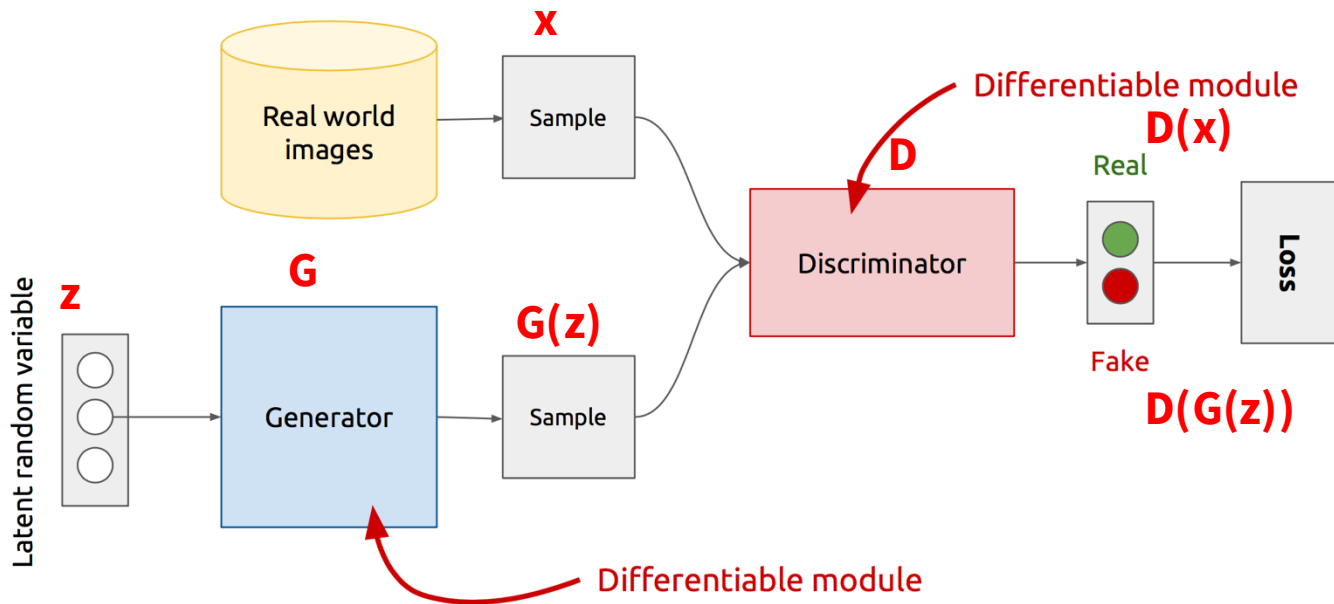 x
Real world
images
Sample
Differentiable module
D(x)
D
Real
Discriminator
Loss
Fake
D(G(z))
z
Latent random variable
G
Generator
G(z)
Sample
Differentiable module